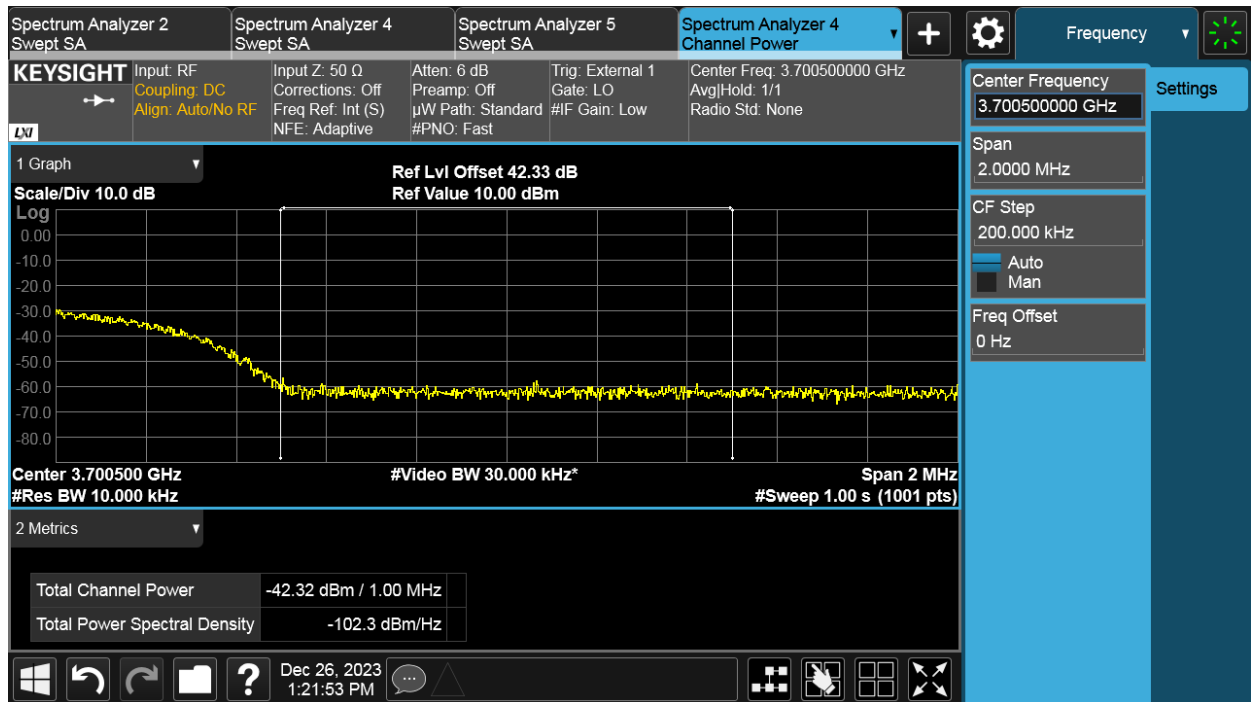 Spectrum Analyzer 2
Swept SA
Spectrum Analyzer 4
Swept SA
Spectrum Analyzer 5
Swept SA
Spectrum Analyzer 4
Channel Power
Frequency
KEYSIGHT
LXI
Input: RF
Coupling: DC
Align: Auto/No RF
Input Z: 50 Ω
Corrections: Off
Freq Ref: Int (S)
NFE: Adaptive
Atten: 6 dB
Preamp: Off
µW Path: Standard
#PNO: Fast
Trig: External 1
Gate: LO
#IF Gain: Low
Center Freq: 3.700500000 GHz
Avg|Hold: 1/1
Radio Std: None
1 Graph
Scale/Div 10.0 dB
Ref Lvl Offset 42.33 dB
Ref Value 10.00 dBm
Log
0.00
-10.0
-20.0
-30.0
-40.0
-50.0
-60.0
-70.0
-80.0
Center 3.700500 GHz
#Video BW 30.000 kHz*
Span 2 MHz
#Res BW 10.000 kHz
#Sweep 1.00 s (1001 pts)
2 Metrics
Total Channel Power -42.32 dBm / 1.00 MHz
Total Power Spectral Density -102.3 dBm/Hz
?
Dec 26, 2023
1:21:53 PM
Center Frequency
3.700500000 GHz
Span
2.0000 MHz
CF Step
200.000 kHz
Auto
Man
Freq Offset
0 Hz
Settings